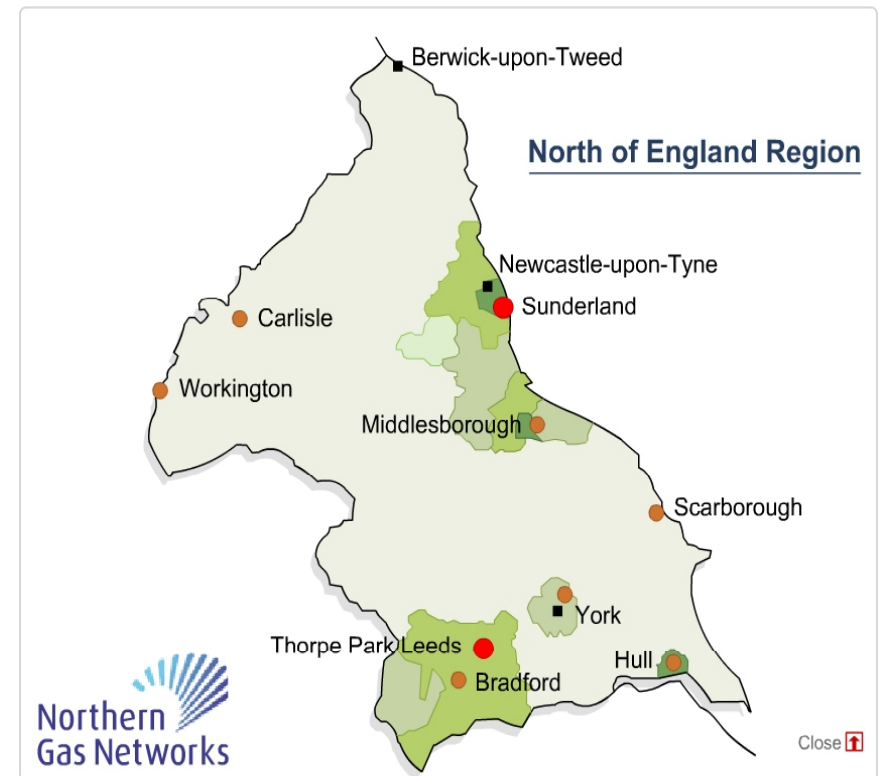 Berwick-upon-Tweed
North of England Region
Newcastle-upon-Tyne
Sunderland
Carlisle
Workington
Middlesborough
Scarborough
York
Thorpe Park Leeds
Hull
Bradford
Northern
Gas Networks
Close